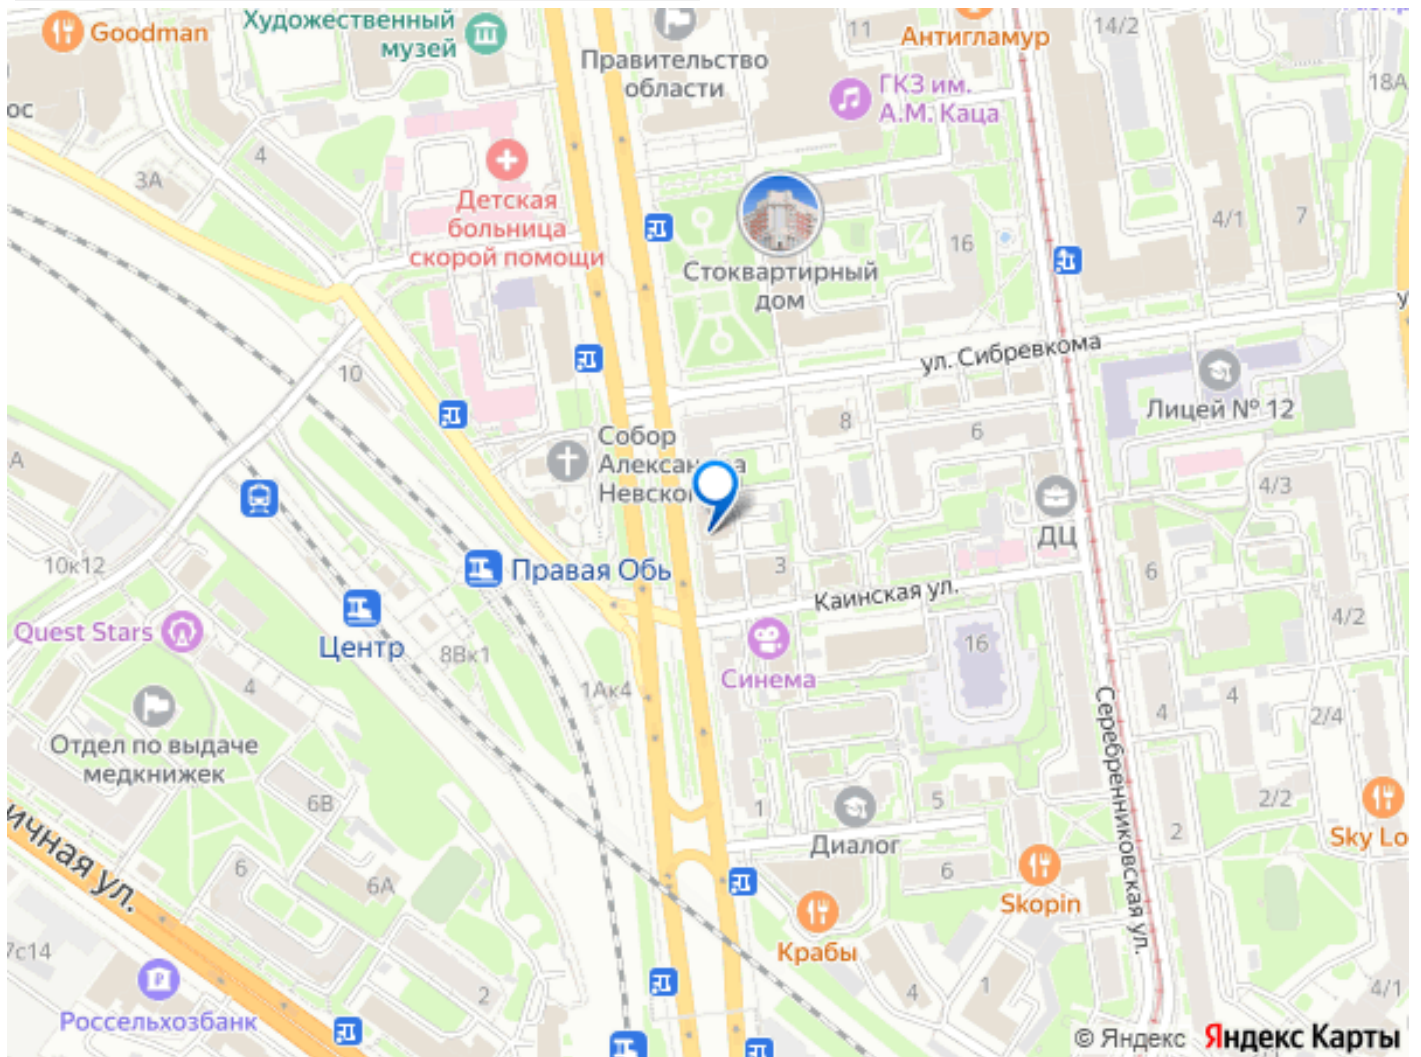 Goodman
Художественный
музей
Правительство
области
11
Антигламур
14/2
18А
ос
ГКЗ им.
А.М. Каца
4
3А
Детская
больница
скорой помощи
16
4/1
7
Стоквартирный
дом
ул. Сибревкома
10
8
6
Лицей № 12
Собор
А
4/3
ДЦ
10к12
Правая Обь
3
Каинская ул.
6
4/2
Quest Stars
Центр
8Вк1
Синема
16
4
1Ак4
4
4
2/4
Отдел по выдаче
медкнижек
Серебренниковская ул.
6В
1
5
2/2
2
Диалог
Sky Lo
ичная ул.
6
6А
6
Skopin
Крабы
7с14
2
4
1
4/1
Россельхозбанк
© Яндекс Яндекс Карты